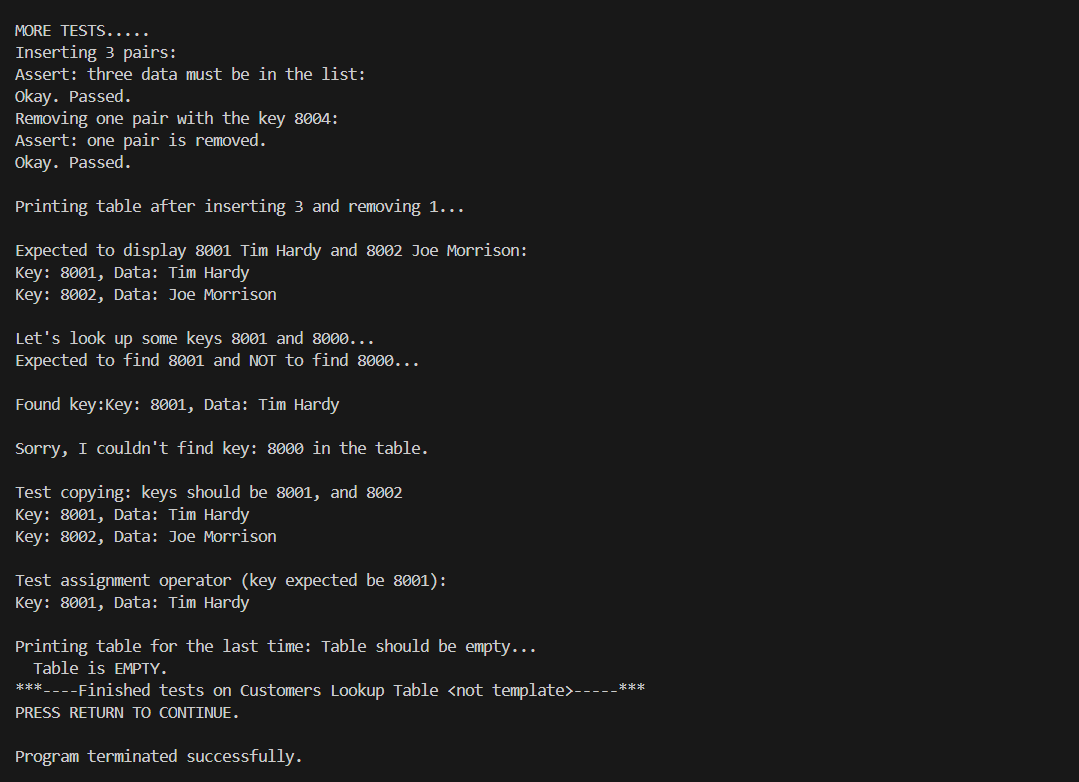 MORE TESTS.....
Inserting 3 pairs:
Assert: three data must be in the list:
Okay. Passed.
Removing one pair with the key 8004:
Assert: one pair is removed.
Okay. Passed.
Printing table after inserting 3 and removing 1...
Expected to display 8001 Tim Hardy and 8002 Joe Morrison:
Key: 8001, Data: Tim Hardy
Key: 8002, Data: Joe Morrison
Let's look up some keys 8001 and 8000...
Expected to find 8001 and NOT to find 8000...
Found key:Key: 8001, Data: Tim Hardy
Sorry, I couldn't find key: 8000 in the table.
Test copying: keys should be 8001, and 8002
Key: 8001, Data: Tim Hardy
Key: 8002, Data: Joe Morrison
Test assignment operator (key expected be 8001):
Key: 8001, Data: Tim Hardy
Printing table for the last time: Table should be empty...
  Table is EMPTY.
***----Finished tests on Customers Lookup Table <not template>-----***
PRESS RETURN TO CONTINUE.
Program terminated successfully.